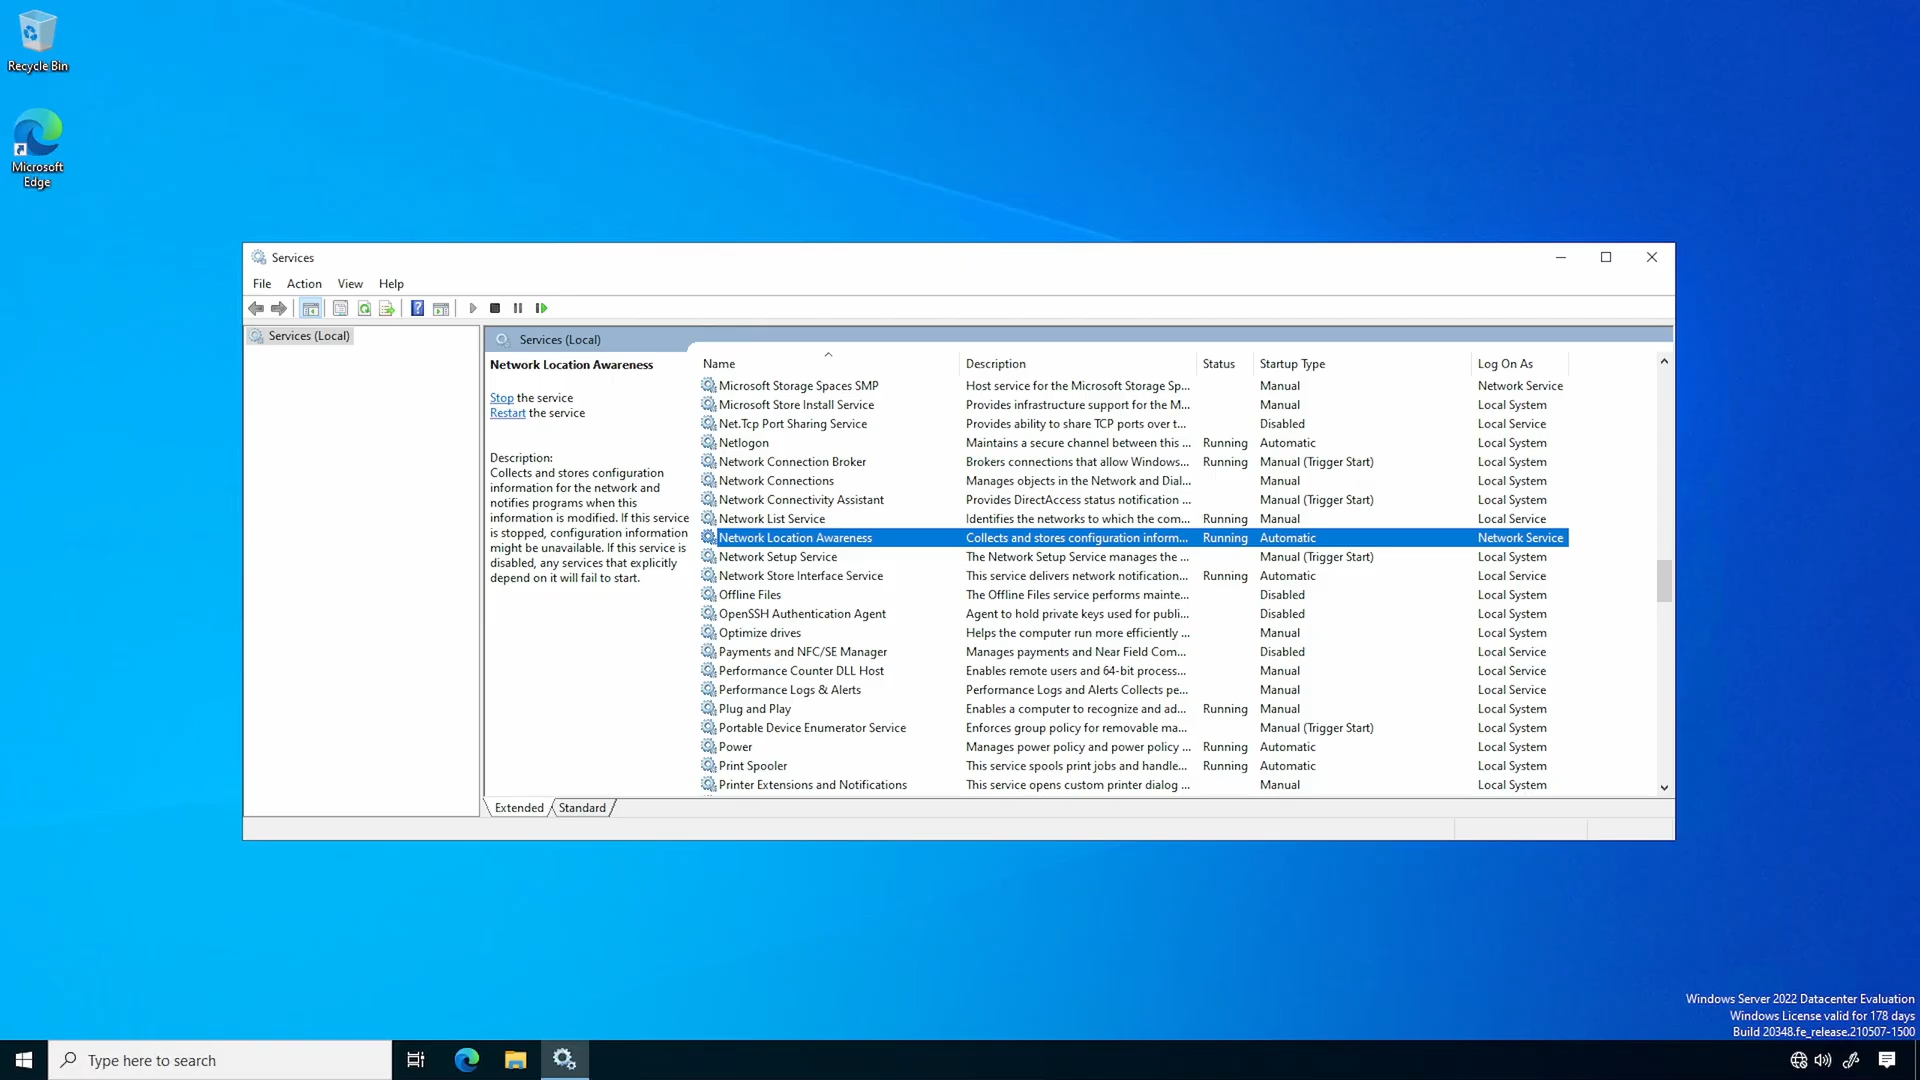 Recycle Bin
Microsoft
Edge
Services
File Action View Help
Services (Local)
Services (Local)
Network Location Awareness
Stop the service
Restart the service
Description:
Collects and stores configuration
information for the network and
notifies programs when this
information is modified. If this service
is stopped, configuration information
might be unavailable. If this service is
disabled, any services that explicitly
depend on it will fail to start.
Name Description Status Startup Type Log On As
Microsoft Storage Spaces SMP Host service for the Microsoft Storage Sp... Manual Network Service
Microsoft Store Install Service Provides infrastructure support for the M... Manual Local System
Net.Tcp Port Sharing Service Provides ability to share TCP ports over t... Disabled Local Service
Netlogon Maintains a secure channel between this ... Running Automatic Local System
Network Connection Broker Brokers connections that allow Windows... Running Manual (Trigger Start) Local System
Network Connections Manages objects in the Network and Dial... Manual Local System
Network Connectivity Assistant Provides DirectAccess status notification ... Manual (Trigger Start) Local System
Network List Service Identifies the networks to which the com... Running Manual Local Service
Network Location Awareness Collects and stores configuration inform... Running Automatic Network Service
Network Setup Service The Network Setup Service manages the ... Manual (Trigger Start) Local System
Network Store Interface Service This service delivers network notification... Running Automatic Local Service
Offline Files The Offline Files service performs mainte... Disabled Local System
OpenSSH Authentication Agent Agent to hold private keys used for publi... Disabled Local System
Optimize drives Helps the computer run more efficiently ... Manual Local System
Payments and NFC/SE Manager Manages payments and Near Field Com... Disabled Local Service
Performance Counter DLL Host Enables remote users and 64-bit process... Manual Local Service
Performance Logs & Alerts Performance Logs and Alerts Collects pe... Manual Local Service
Plug and Play Enables a computer to recognize and ad... Running Manual Local System
Portable Device Enumerator Service Enforces group policy for removable ma... Manual (Trigger Start) Local System
Power Manages power policy and power policy ... Running Automatic Local System
Print Spooler This service spools print jobs and handle... Running Automatic Local System
Printer Extensions and Notifications This service opens custom printer dialog ... Manual Local System
Extended Standard
Windows Server 2022 Datacenter Evaluation
Windows License valid for 178 days
Build 20348.fe_release.210507-1500
Type here to search